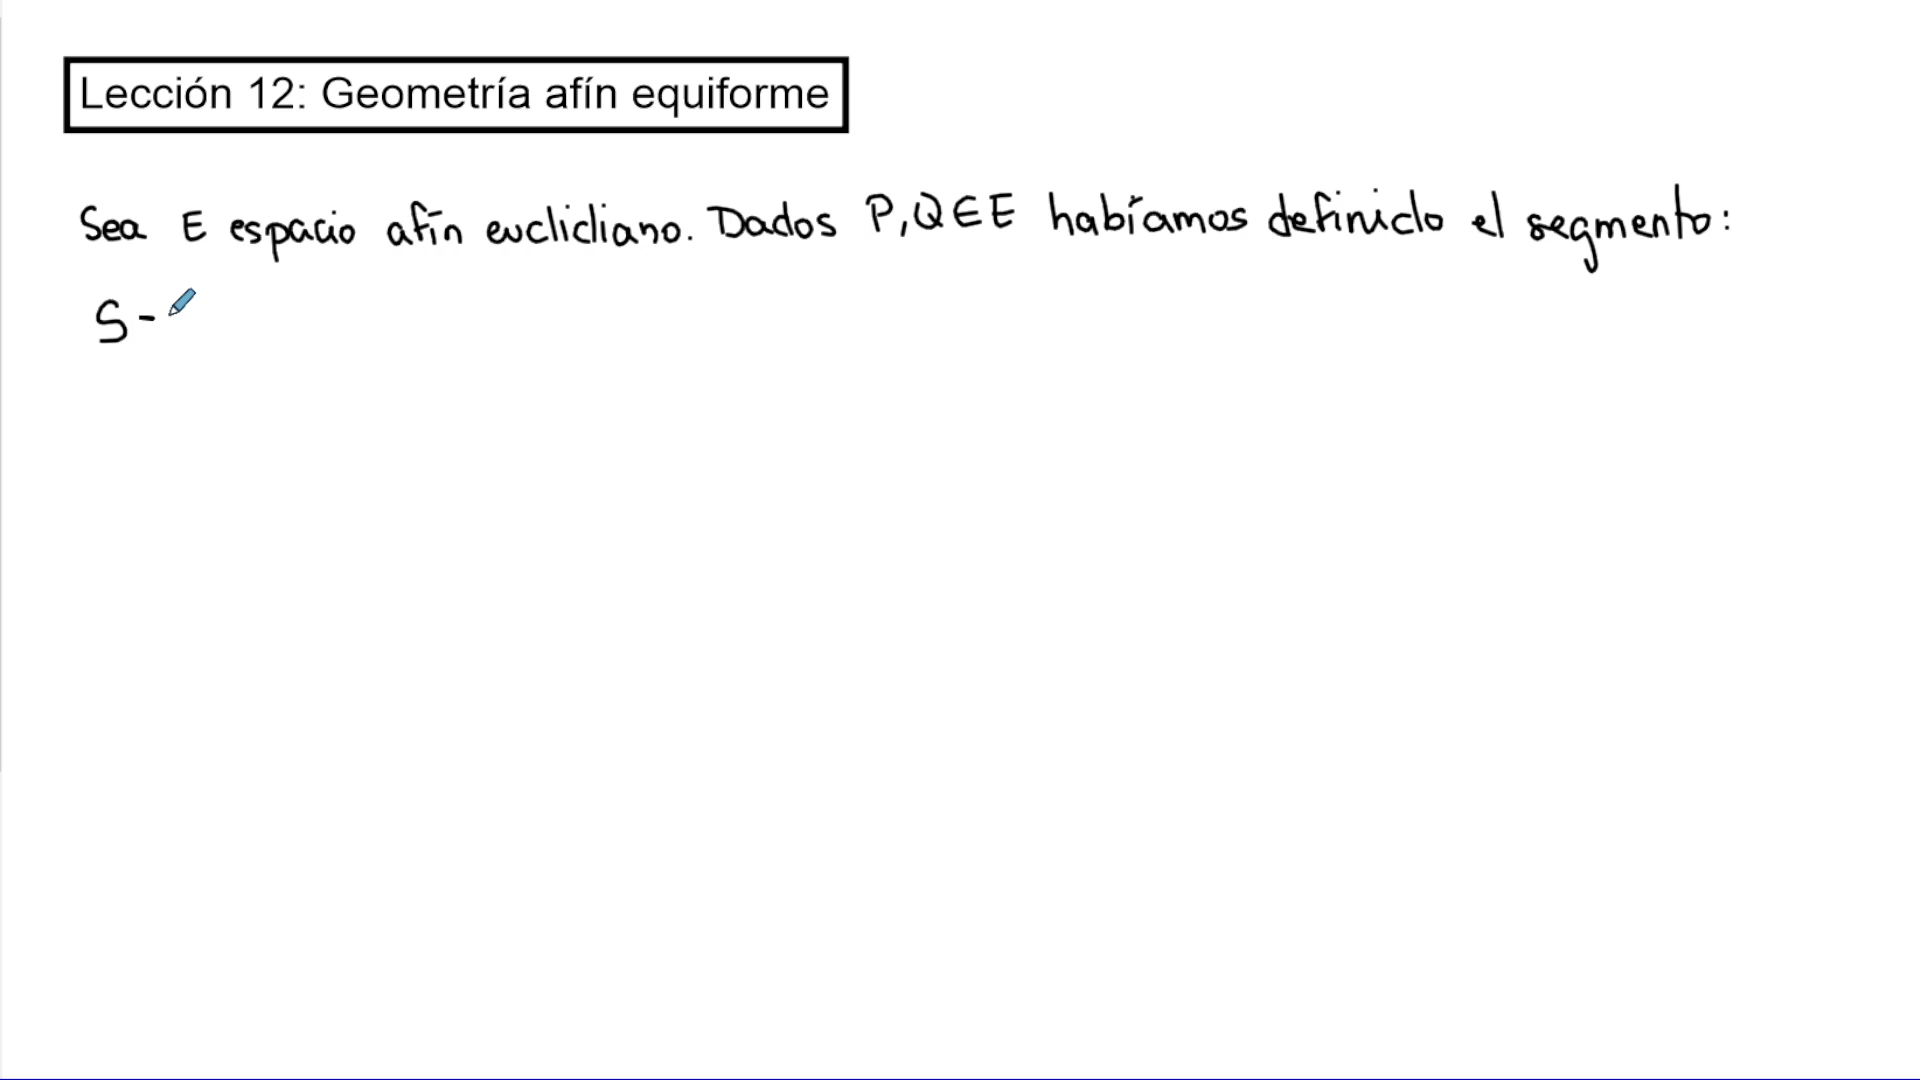 Lección 12: Geometría afín equiforme
Sea E espacio afín euclidiano. Dados P,Q∈E habíamos definido el segmento:
S-